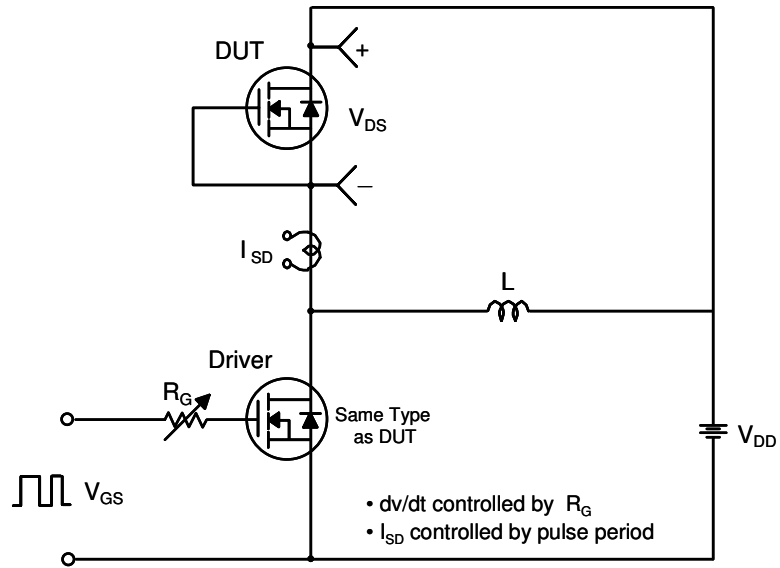 DUT
+
V_DS
−
I_SD
L
Driver
R_G
Same Type
as DUT
V_DD
V_GS
• dv/dt controlled by R_G
• I_SD controlled by pulse period